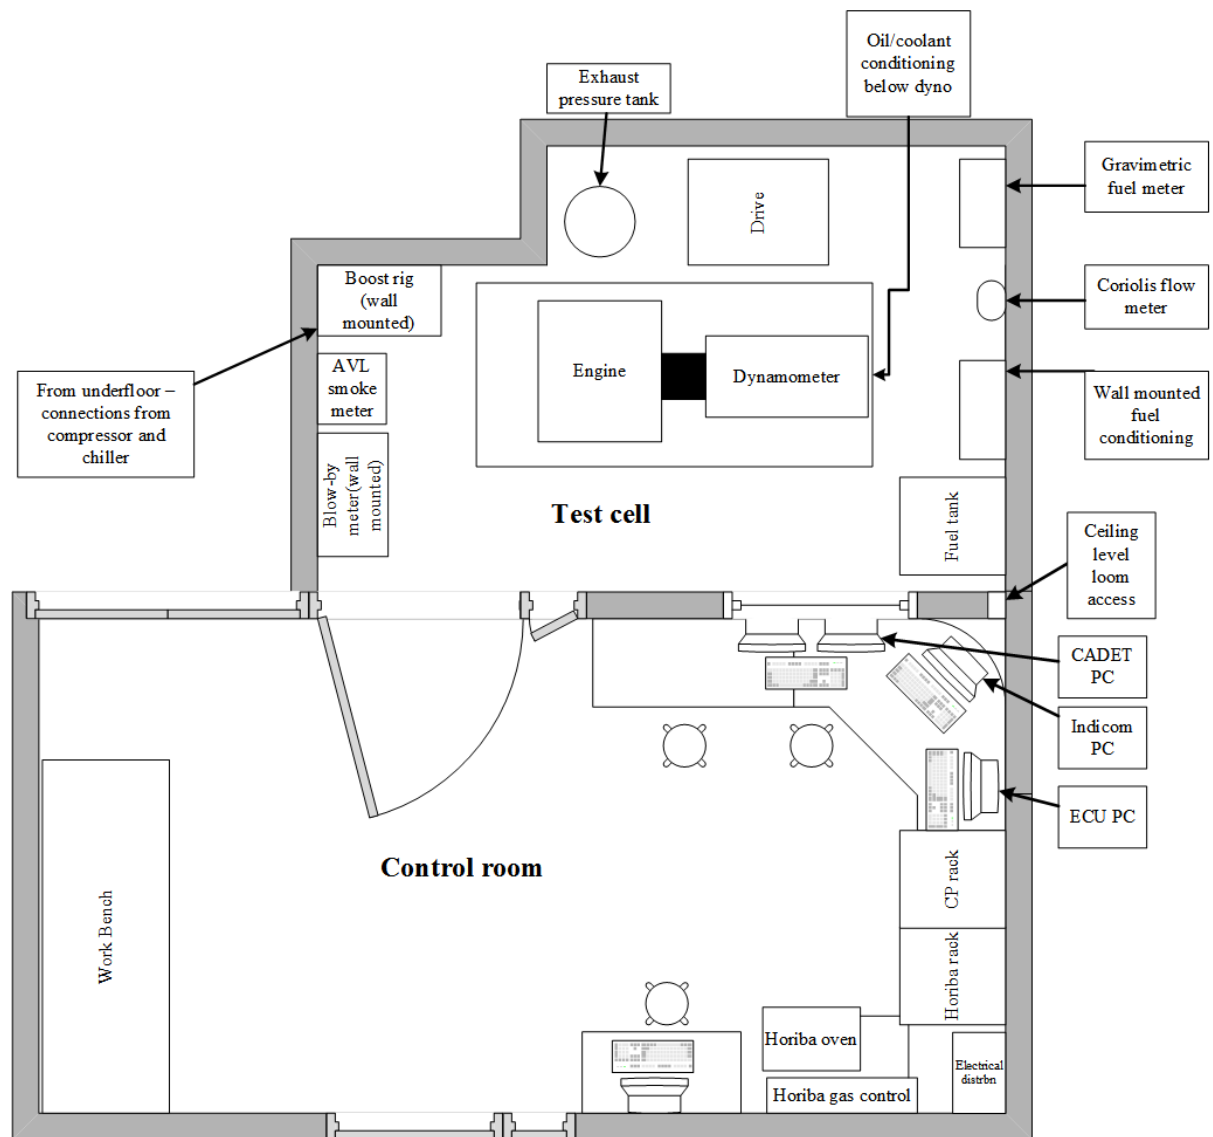 Oil/coolant
conditioning
below dyno
Exhaust
pressure tank
Gravimetric
fuel meter
Drive
Boost rig
(wall
mounted)
Coriolis flow
meter
AVL
smoke
meter
Engine
Dynamometer
From underfloor –
connections from
compressor and
chiller
Wall mounted
fuel
conditioning
Blow-by
meter(wall
mounted)
Test cell
Fuel tank
Ceiling
level
loom
access
CADET
PC
Indicom
PC
ECU PC
Control room
CP rack
Work Bench
Horiba rack
Horiba oven
Electrical
distrbn
Horiba gas control